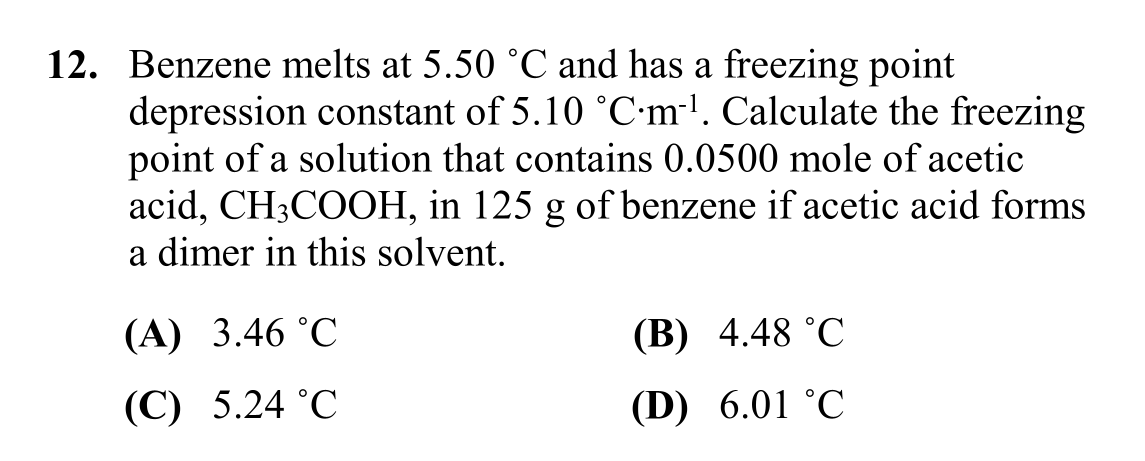 12. Benzene melts at 5.50 ˚C and has a freezing point
depression constant of 5.10 ˚C·m⁻¹. Calculate the freezing
point of a solution that contains 0.0500 mole of acetic
acid, CH₃COOH, in 125 g of benzene if acetic acid forms
a dimer in this solvent.
(A) 3.46 ˚C (B) 4.48 ˚C
(C) 5.24 ˚C (D) 6.01 ˚C